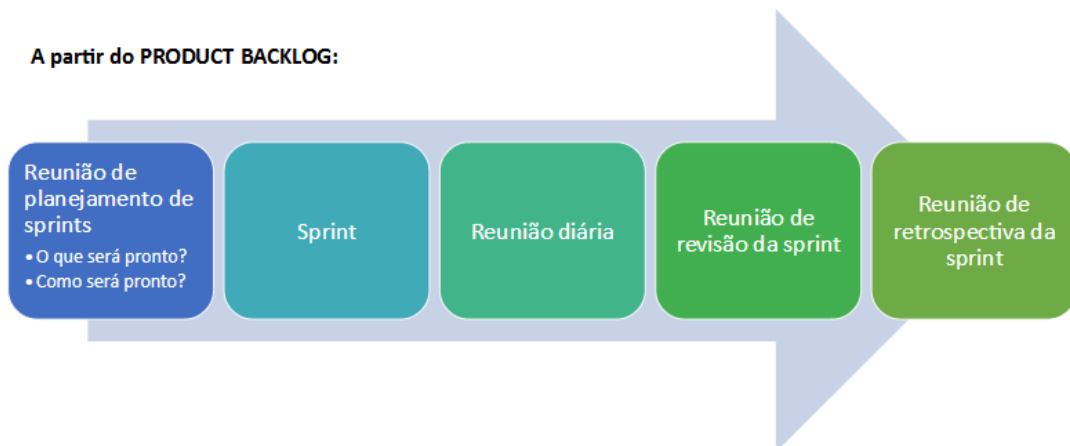 A partir do PRODUCT BACKLOG:
Reunião de
planejamento de
sprints
• O que será pronto?
• Como será pronto?
Sprint
Reunião diária
Reunião de
revisão da sprint
Reunião de
retrospectiva da
sprint